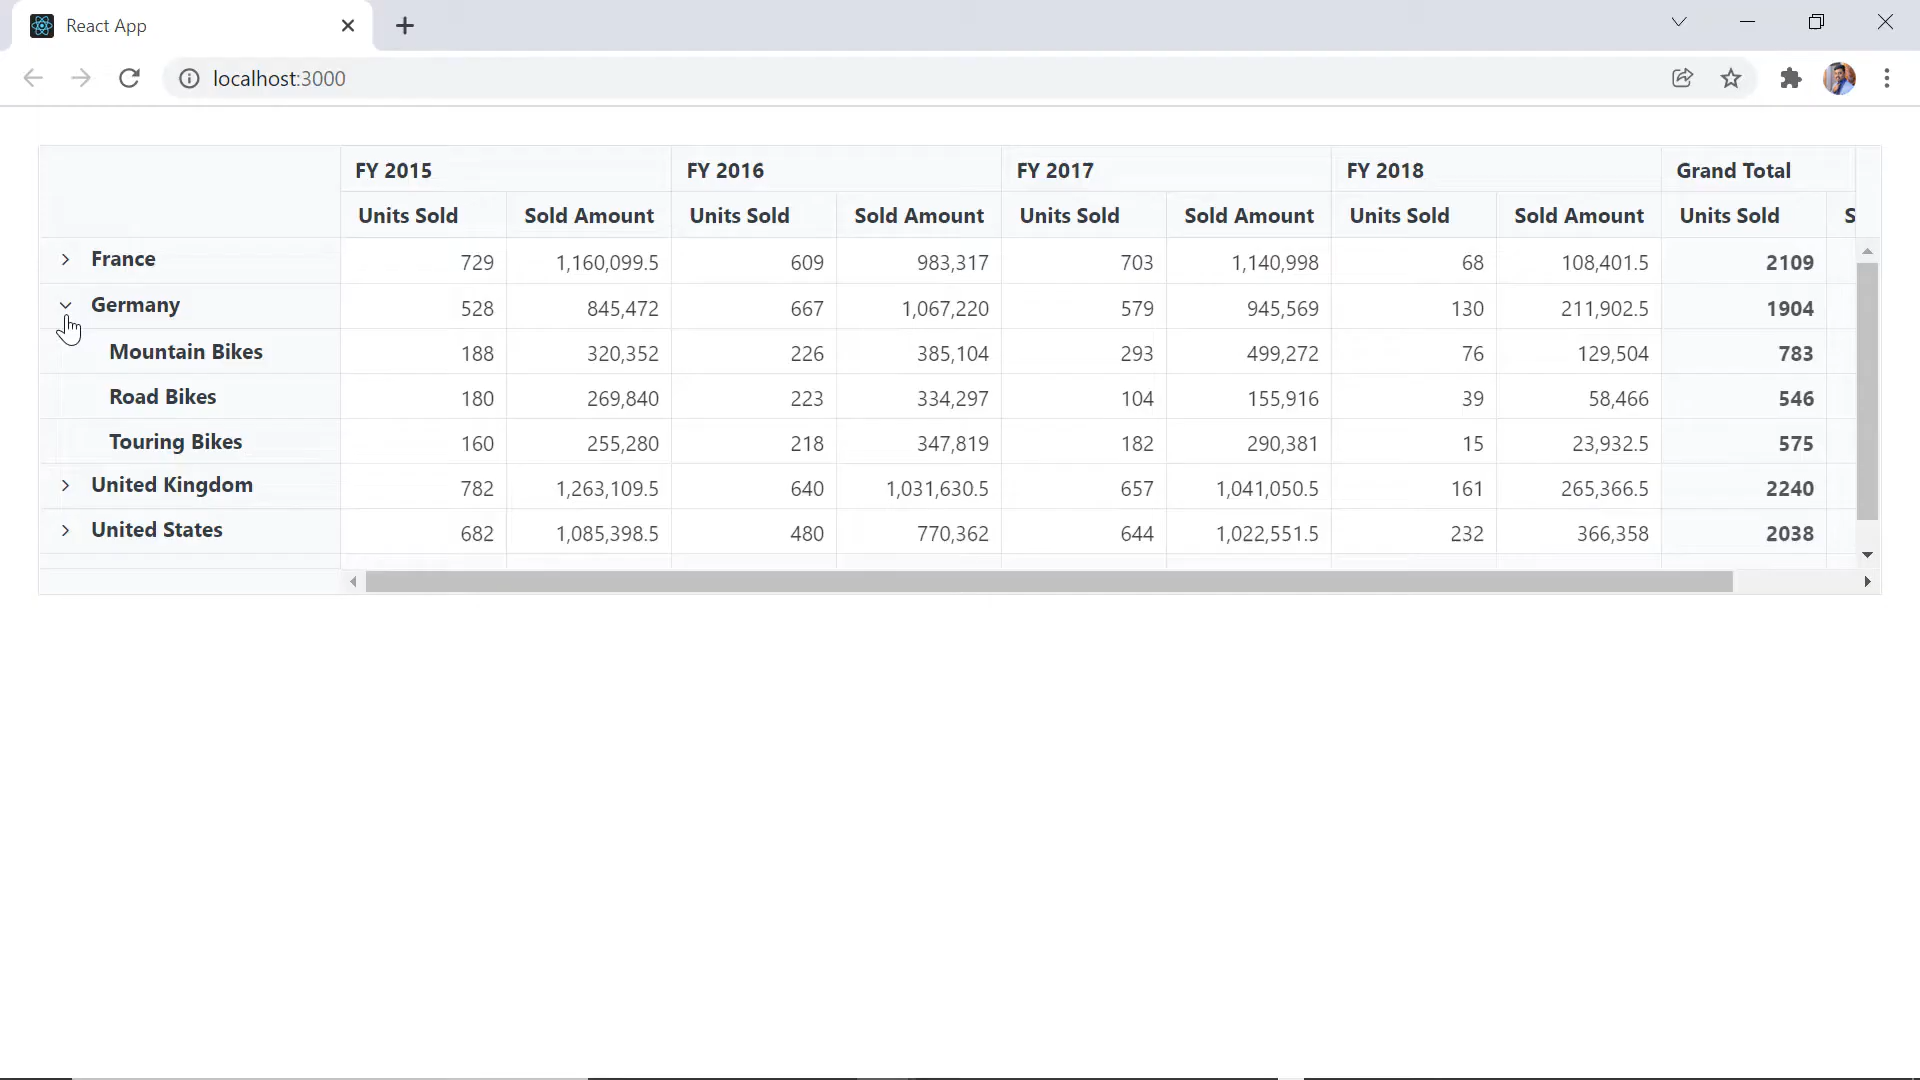 React App
localhost:3000
FY 2015 FY 2016 FY 2017 FY 2018 Grand Total
Units Sold Sold Amount Units Sold Sold Amount Units Sold Sold Amount Units Sold Sold Amount Units Sold S
France 729 1,160,099.5 609 983,317 703 1,140,998 68 108,401.5 2109
Germany 528 845,472 667 1,067,220 579 945,569 130 211,902.5 1904
Mountain Bikes 188 320,352 226 385,104 293 499,272 76 129,504 783
Road Bikes 180 269,840 223 334,297 104 155,916 39 58,466 546
Touring Bikes 160 255,280 218 347,819 182 290,381 15 23,932.5 575
United Kingdom 782 1,263,109.5 640 1,031,630.5 657 1,041,050.5 161 265,366.5 2240
United States 682 1,085,398.5 480 770,362 644 1,022,551.5 232 366,358 2038